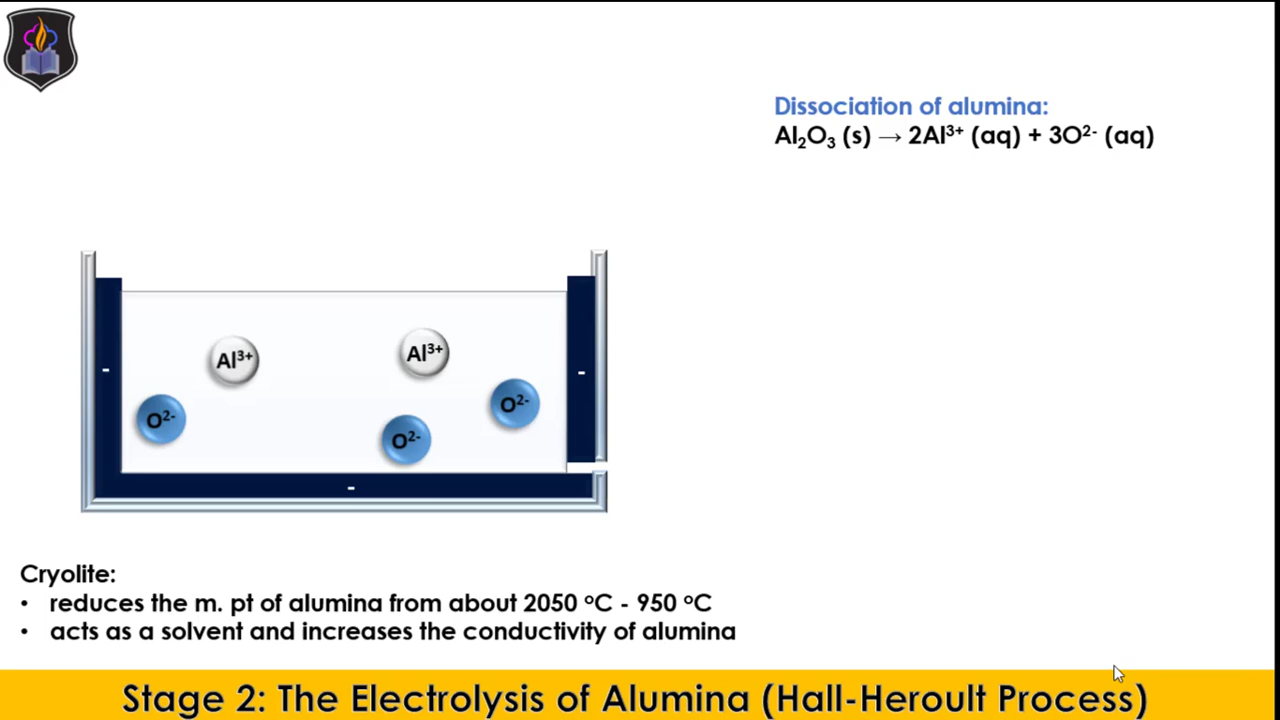 Dissociation of alumina:
Al₂O₃ (s) → 2Al³⁺ (aq) + 3O²⁻ (aq)
Al³⁺
Al³⁺
-
-
O²⁻
O²⁻
O²⁻
-
Cryolite:
• reduces the m. pt of alumina from about 2050 ⁰C - 950 ⁰C
• acts as a solvent and increases the conductivity of alumina
Stage 2: The Electrolysis of Alumina (Hall-Heroult Process)